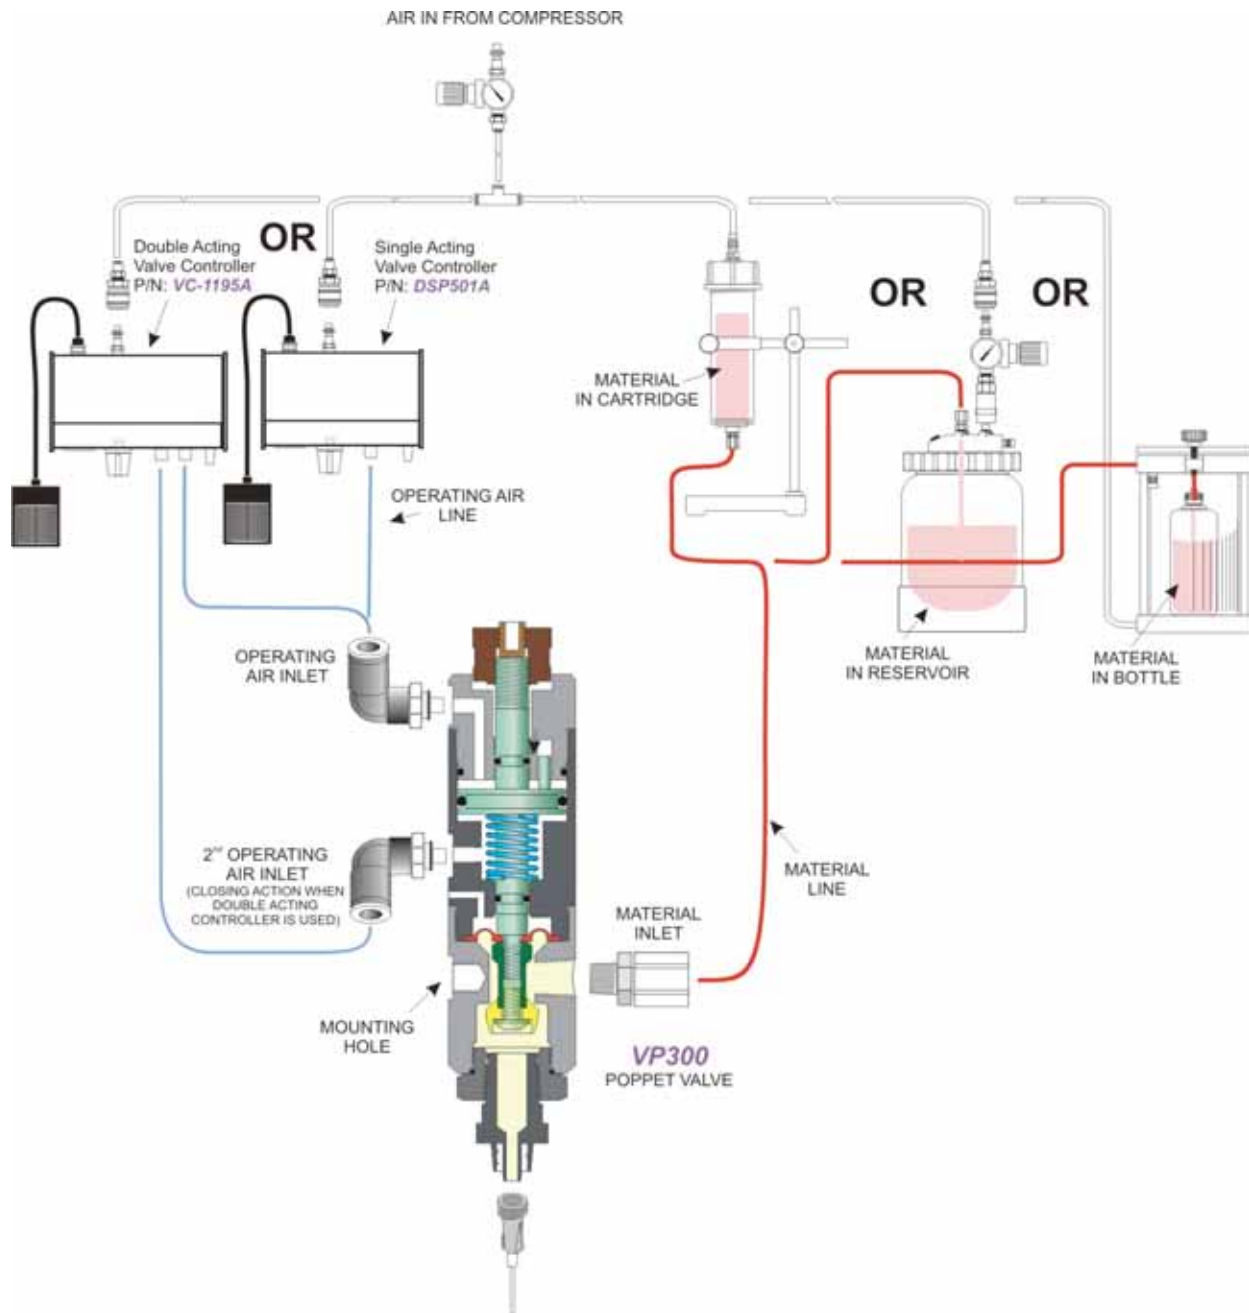 AIR IN FROM COMPRESSOR
Double Acting
Valve Controller
P/N: VC-1195A
OR
Single Acting
Valve Controller
P/N: DSP501A
OR
OR
MATERIAL
IN CARTRIDGE
OPERATING AIR
LINE
OPERATING
AIR INLET
MATERIAL
IN RESERVOIR
MATERIAL
IN BOTTLE
2ND OPERATING
AIR INLET
(CLOSING ACTION WHEN
DOUBLE ACTING
CONTROLLER IS USED)
MATERIAL
LINE
MATERIAL
INLET
MOUNTING
HOLE
VP300
POPPET VALVE